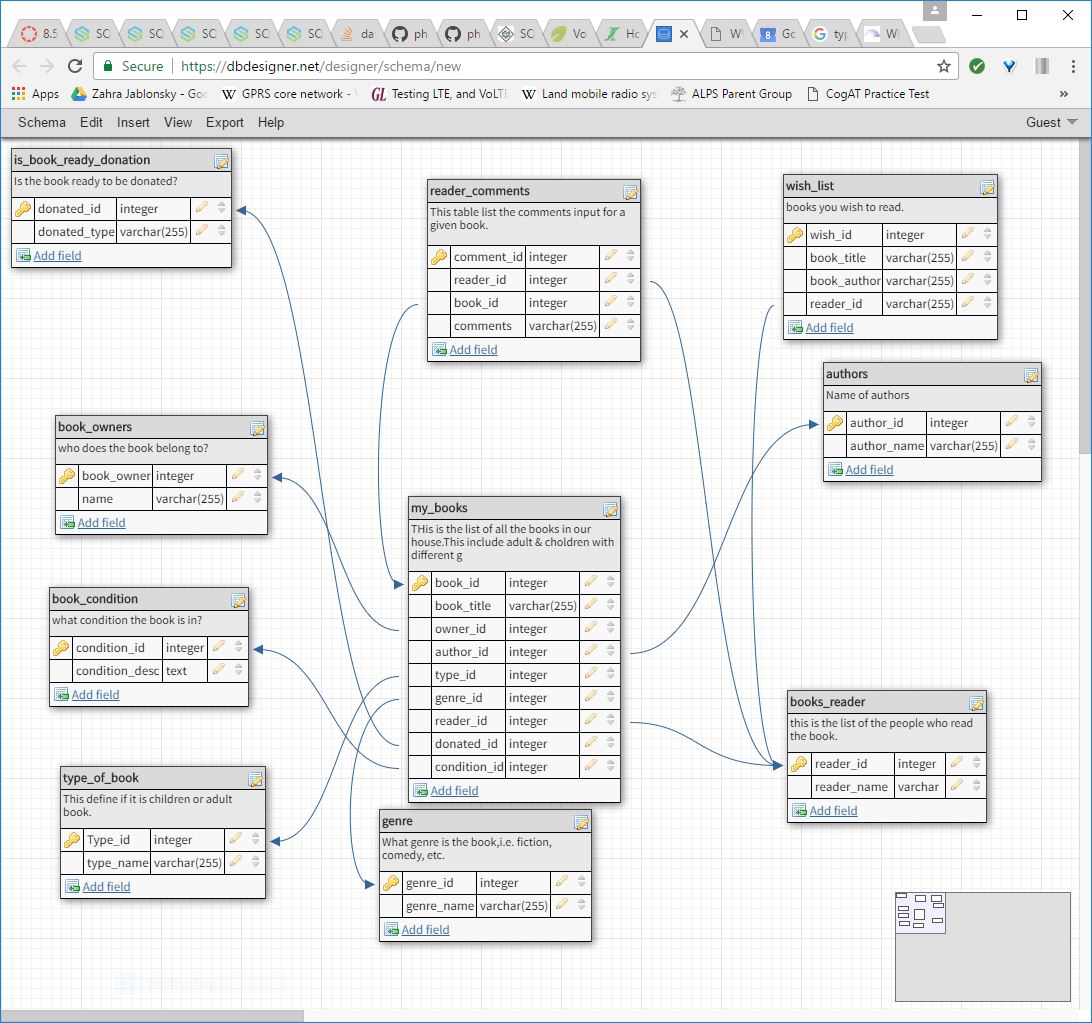 8.5
SC
SC
SC
SC
SC
da
ph
ph
SC
Vo
Ho
W
Go
typ
W
Secure
https://dbdesigner.net/designer/schema/new
Apps
Zahra Jablonsky - Goo
GPRS core network -
Testing LTE, and VoLTE
Land mobile radio sys
ALPS Parent Group
CogAT Practice Test
»
Schema Edit Insert View Export Help
Guest
is_book_ready_donation
Is the book ready to be donated?
donated_id integer
donated_type varchar(255)
Add field
reader_comments
This table list the comments input for a
given book.
comment_id integer
reader_id integer
book_id integer
comments varchar(255)
Add field
wish_list
books you wish to read.
wish_id integer
book_title varchar(255)
book_author varchar(255)
reader_id varchar(255)
Add field
authors
Name of authors
author_id integer
author_name varchar(255)
Add field
book_owners
who does the book belong to?
book_owner integer
name varchar(255)
Add field
my_books
THis is the list of all the books in our
house.This include adult & choldren with
different g
book_id integer
book_title varchar(255)
owner_id integer
author_id integer
type_id integer
genre_id integer
reader_id integer
donated_id integer
condition_id integer
Add field
book_condition
what condition the book is in?
condition_id integer
condition_desc text
Add field
books_reader
this is the list of the people who read
the book.
reader_id integer
reader_name varchar
Add field
type_of_book
This define if it is children or adult
book.
Type_id integer
type_name varchar(255)
Add field
genre
What genre is the book,i.e. fiction,
comedy, etc.
genre_id integer
genre_name varchar(255)
Add field